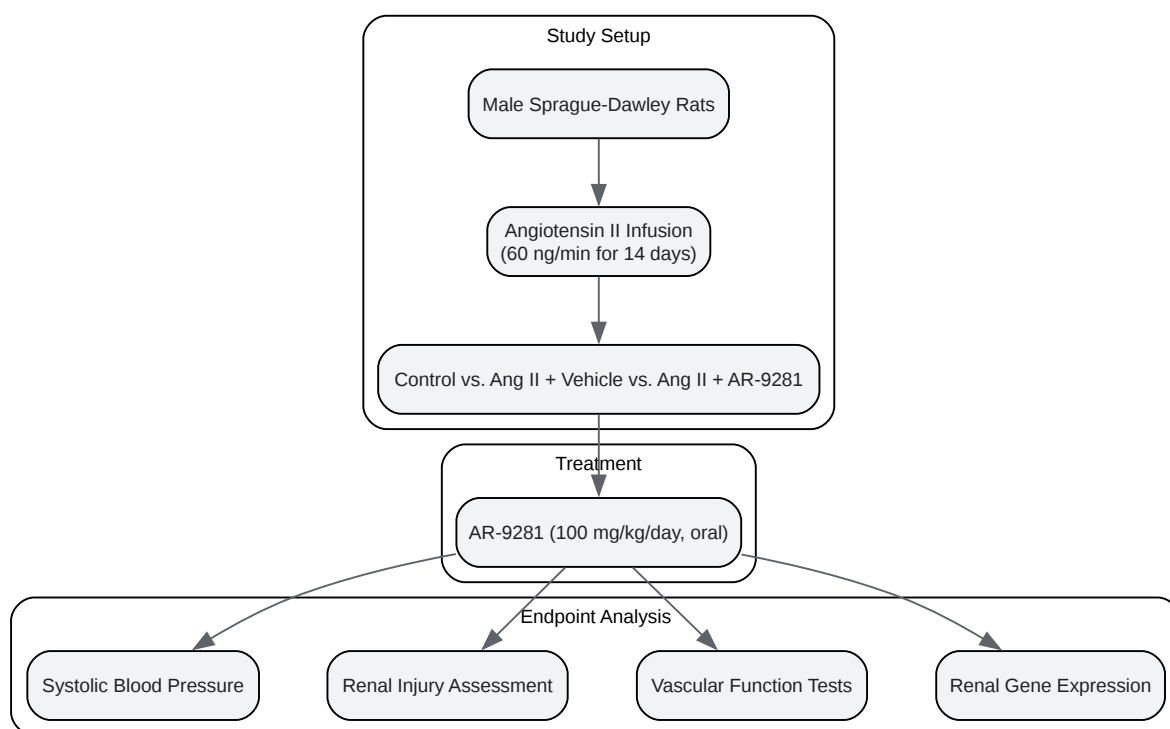 Study Setup
Male Sprague-Dawley Rats
Angiotensin II Infusion
(60 ng/min for 14 days)
Control vs. Ang II + Vehicle vs. Ang II + AR-9281
Treatment
AR-9281 (100 mg/kg/day, oral)
Endpoint Analysis
Systolic Blood Pressure
Renal Injury Assessment
Vascular Function Tests
Renal Gene Expression